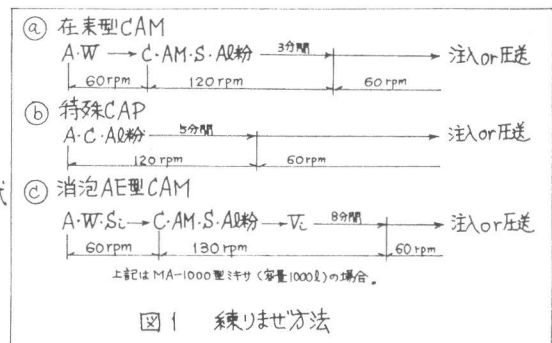 ⓐ 在来型CAM
A・W → C・AM・S・Al粉 3分間 → 注入or圧送
60rpm 120rpm 60rpm
ⓑ 特殊CAP
A・C・Al粉 5分間 → 注入or圧送
120rpm 60rpm
ⓒ 消泡AE型CAM
A・W・Si → C・AM・S・Al粉 → Vi 8分間 → 注入or圧送
60rpm 130rpm 60rpm
上記はMA-1000型ミキサ(容量1000ℓ)の場合.
図1 練りまぜ方法